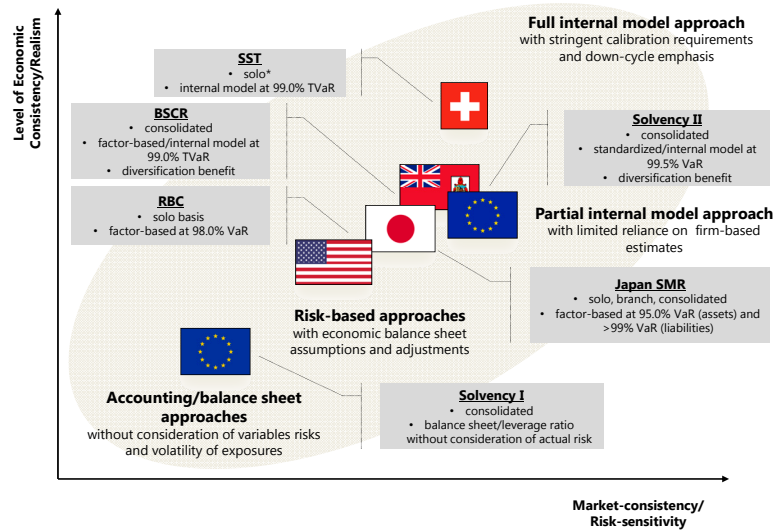 Level of Economic
Consistency/Realism
Full internal model approach
with stringent calibration requirements
and down-cycle emphasis
SST
• solo*
• internal model at 99.0% TVaR
BSCR
• consolidated
• factor-based/internal model at
99.0% TVaR
• diversification benefit
Solvency II
• consolidated
• standardized/internal model at
99.5% VaR
• diversification benefit
RBC
• solo basis
• factor-based at 98.0% VaR
Partial internal model approach
with limited reliance on firm-based
estimates
Japan SMR
• solo, branch, consolidated
• factor-based at 95.0% VaR (assets) and
>99% VaR (liabilities)
Risk-based approaches
with economic balance sheet
assumptions and adjustments
Accounting/balance sheet
approaches
without consideration of variables risks
and volatility of exposures
Solvency I
• consolidated
• balance sheet/leverage ratio
without consideration of actual risk
Market-consistency/
Risk-sensitivity